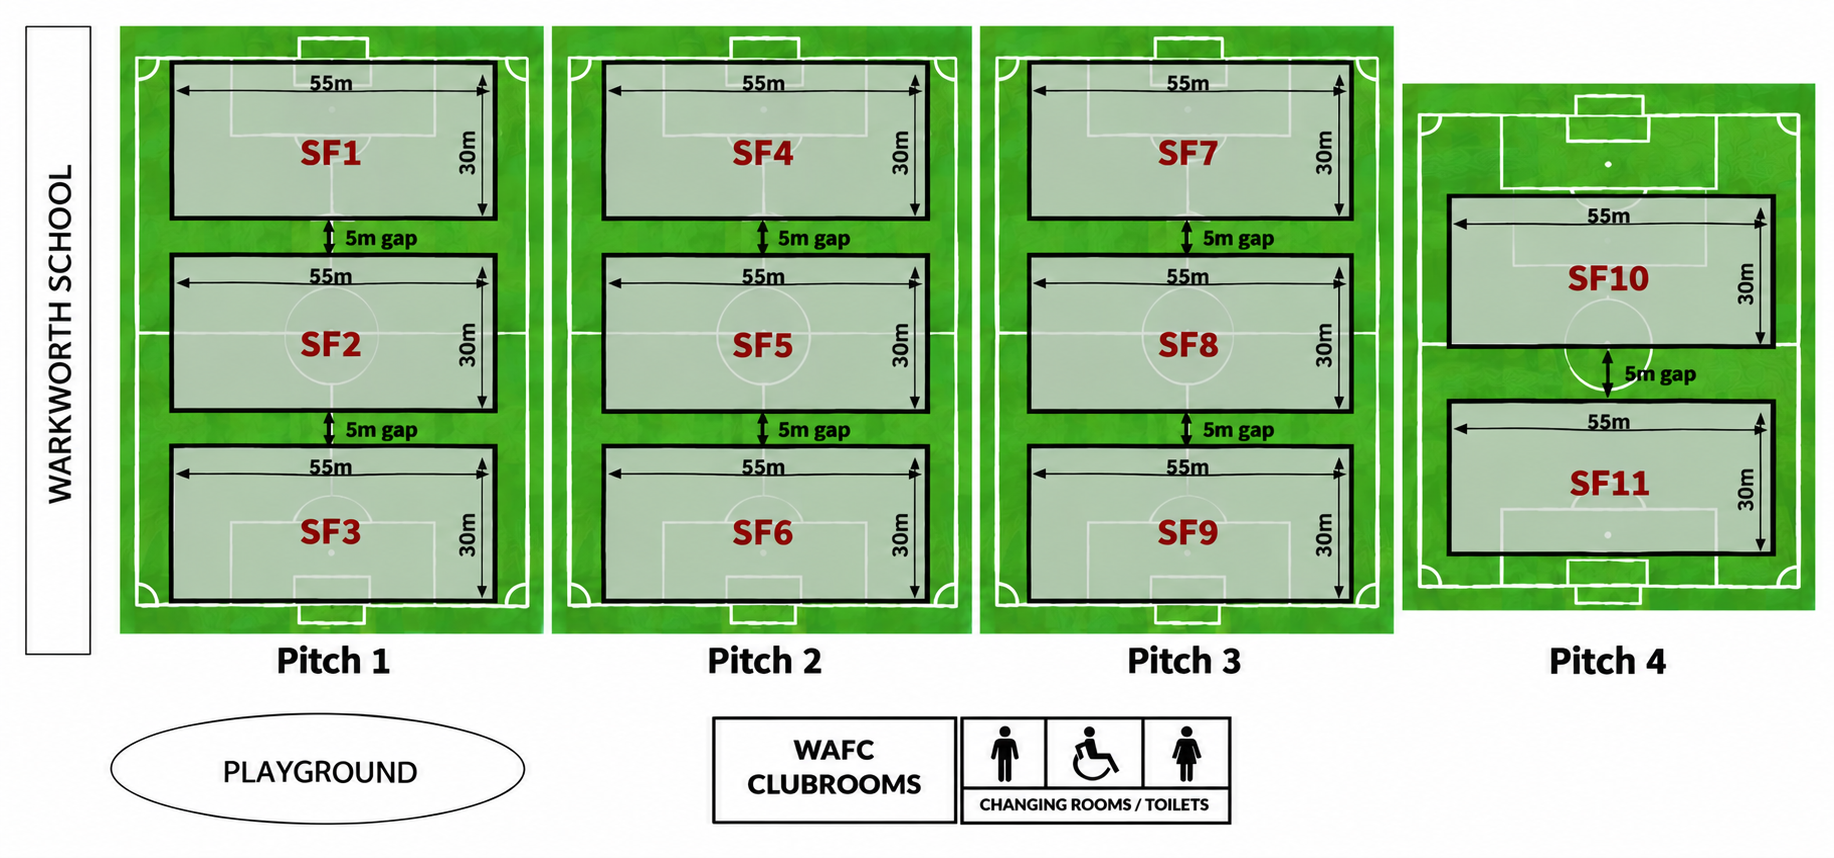 WARKWORTH SCHOOL
55m
30m
SF1
5m gap
55m
30m
SF2
5m gap
55m
30m
SF3
Pitch 1
55m
30m
SF4
5m gap
55m
30m
SF5
5m gap
55m
30m
SF6
Pitch 2
55m
30m
SF7
5m gap
55m
30m
SF8
5m gap
55m
30m
SF9
Pitch 3
55m
30m
SF10
5m gap
55m
30m
SF11
Pitch 4
PLAYGROUND
WAFC
CLUBROOMS
CHANGING ROOMS / TOILETS